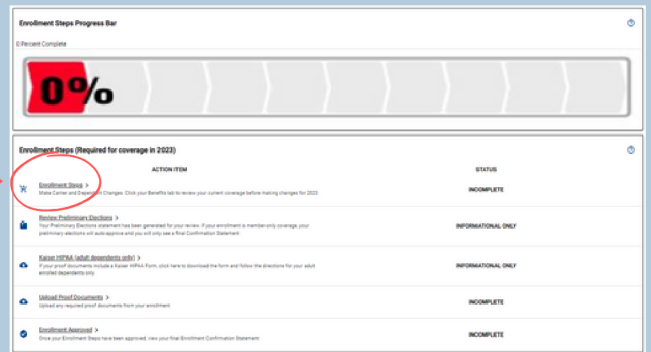 Enrollment Steps Progress Bar
0 Percent Complete
0%
Enrollment Steps (Required for coverage in 2023)
ACTION ITEM STATUS
Enrollment Steps >
Make Carrier and Dependent Changes. Click your Benefits tab to review your current coverage before making changes for 2023
INCOMPLETE
Review Preliminary Elections >
Your Preliminary Elections statement has been generated for your review. If your enrollment is member-only coverage, your
preliminary elections will auto-approve and you will only see a final Confirmation Statement.
INFORMATIONAL ONLY
Kaiser HIPAA (adult dependents only) >
If your proof documents include a Kaiser HIPAA Form, click here to download the form and follow the directions for your adult
enrolled dependents only
INFORMATIONAL ONLY
Upload Proof Documents >
Upload any required proof documents from your enrollment
INCOMPLETE
Enrollment Approved >
Once your Enrollment Steps have been approved, view your final Enrollment Confirmation Statement
INCOMPLETE